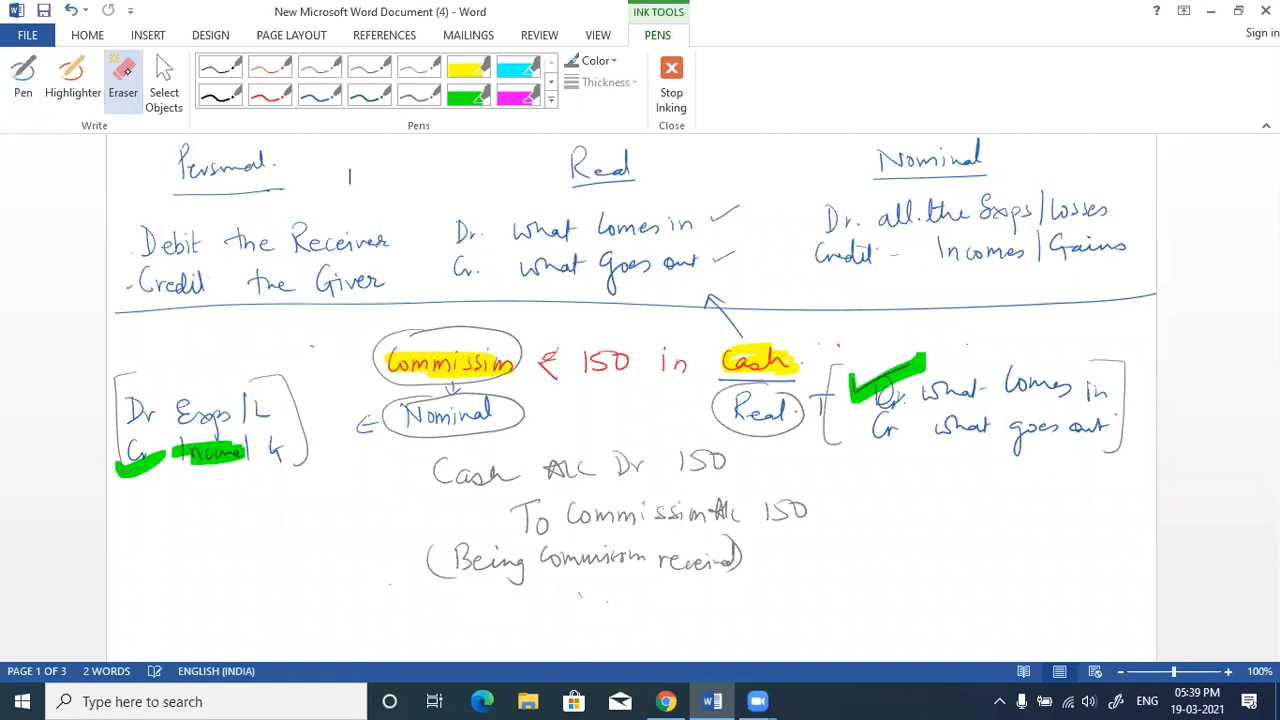 New Microsoft Word Document (4) - Word
INK TOOLS
FILE HOME INSERT DESIGN PAGE LAYOUT REFERENCES MAILINGS REVIEW VIEW PENS
Sign in
Pen Highlighter Eraser Select Objects
Color
Thickness
Stop Inking
Write Pens Close
Personal Real Nominal
Debit the Receiver
Credit the Giver
Dr. what Comes in
Cr. what Goes out
Dr. all the Exps/Losses
Credit - Incomes/Gains
Commission ₹ 150 in Cash
Nominal
Real
Dr Exps/L
Cr Income/G
Dr. what comes in
Cr what goes out
Cash A/c Dr 150
To Commission A/c 150
(Being Commission received)
PAGE 1 OF 3 2 WORDS ENGLISH (INDIA) 100%
Type here to search
ENG
05:39 PM
19-03-2021